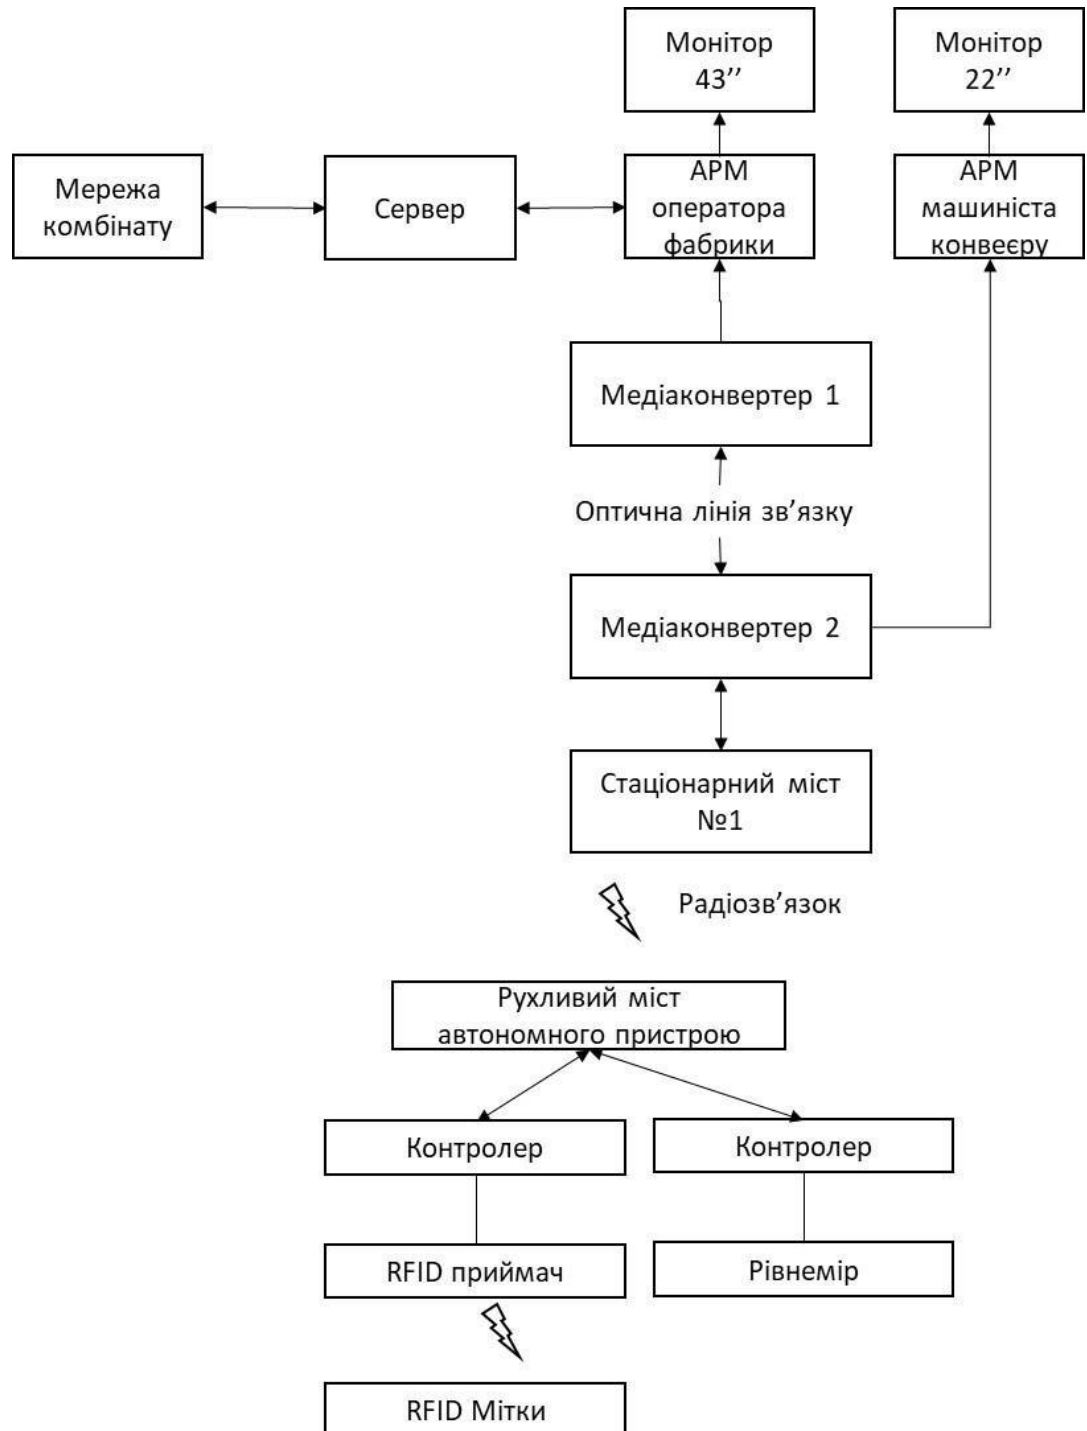 Монітор
43’’
Монітор
22’’
Мережа
комбінату
Сервер
АРМ
оператора
фабрики
АРМ
машиніста
конвеєру
Медіаконвертер 1
Оптична лінія зв’язку
Медіаконвертер 2
Стаціонарний міст
№1
Радіозв’язок
Рухливий міст
автономного пристрою
Контролер
Контролер
RFID приймач
Рівнемір
RFID Мітки